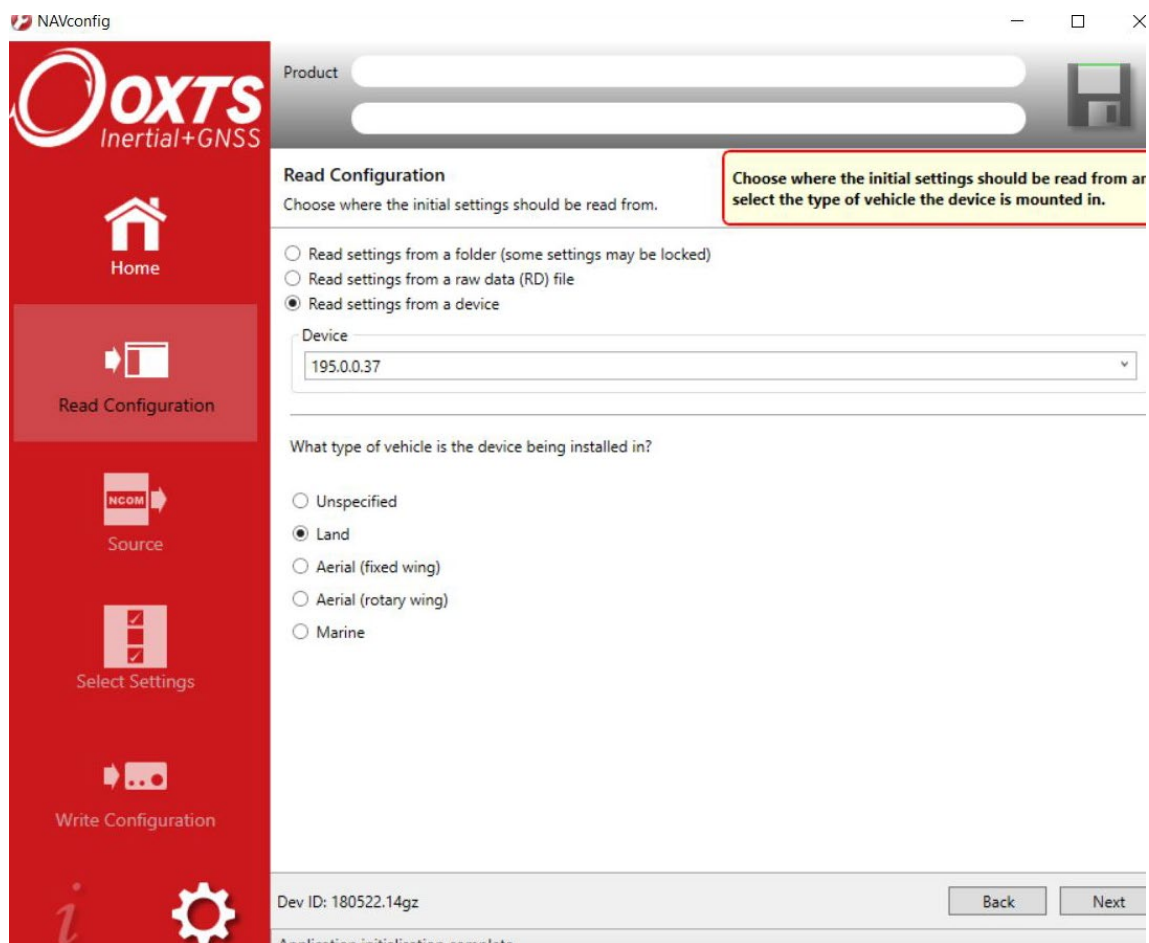 NAVconfig
OXTS
Inertial+GNSS
Product
Read Configuration
Choose where the initial settings should be read from.
Choose where the initial settings should be read from
select the type of vehicle the device is mounted in.
Home
Read settings from a folder (some settings may be locked)
Read settings from a raw data (RD) file
Read settings from a device
Device
195.0.0.37
Read Configuration
What type of vehicle is the device being installed in?
NCOM
Source
Unspecified
Land
Aerial (fixed wing)
Aerial (rotary wing)
Marine
Select Settings
Write Configuration
i
Dev ID: 180522.14gz
Back
Next
Application initialisation complete